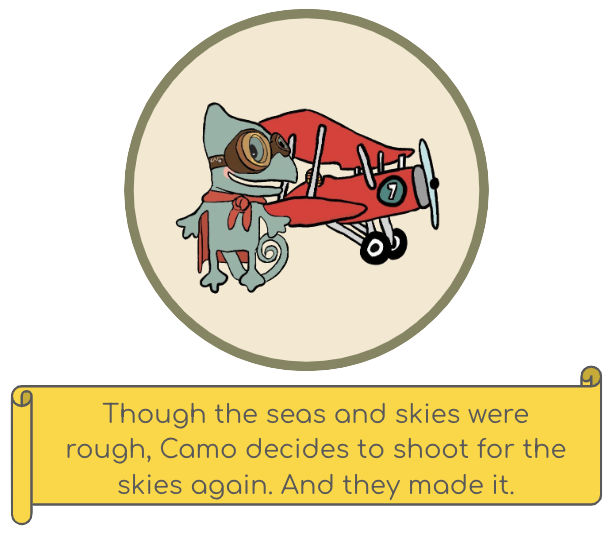 7
Though the seas and skies were
rough, Camo decides to shoot for the
skies again. And they made it.